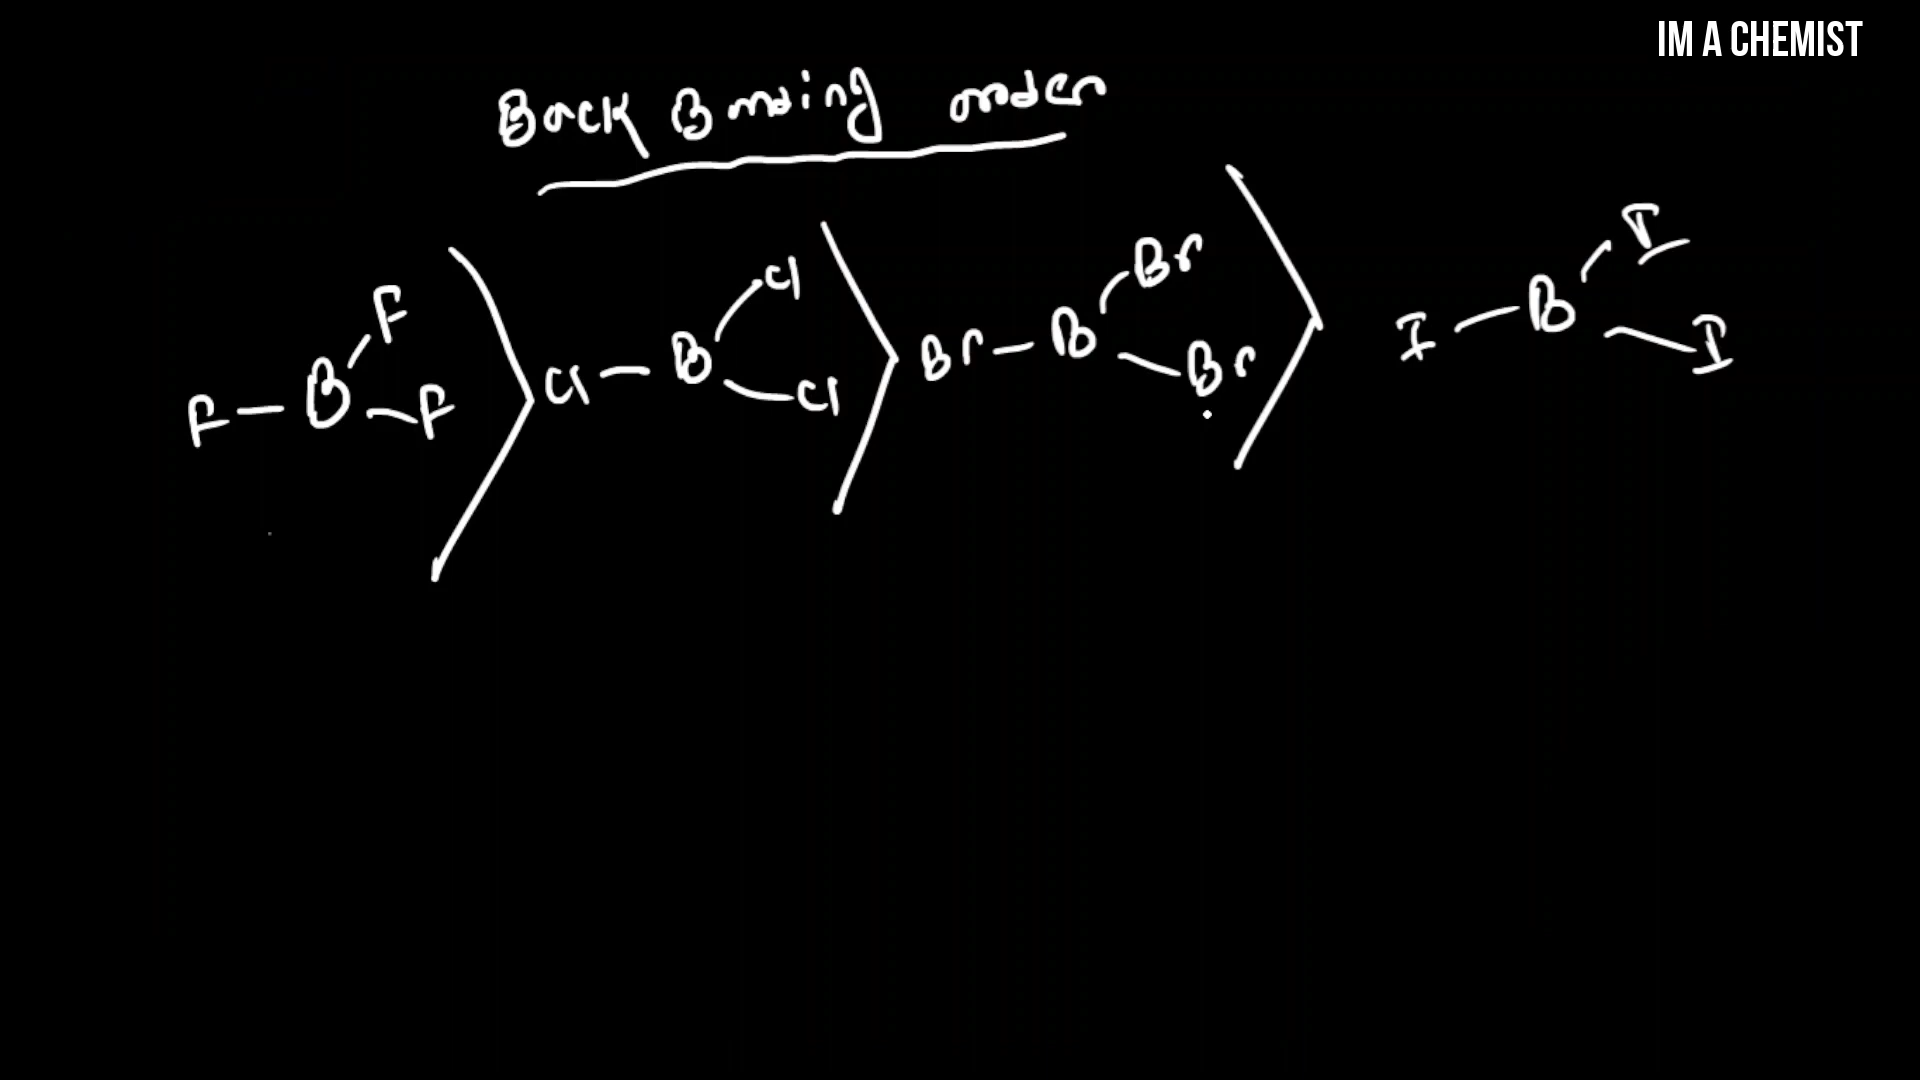 IM A CHEMIST
Back Bonding order
F-B-F F > Cl-B-Cl Cl > Br-B-Br Br > I-B-I I